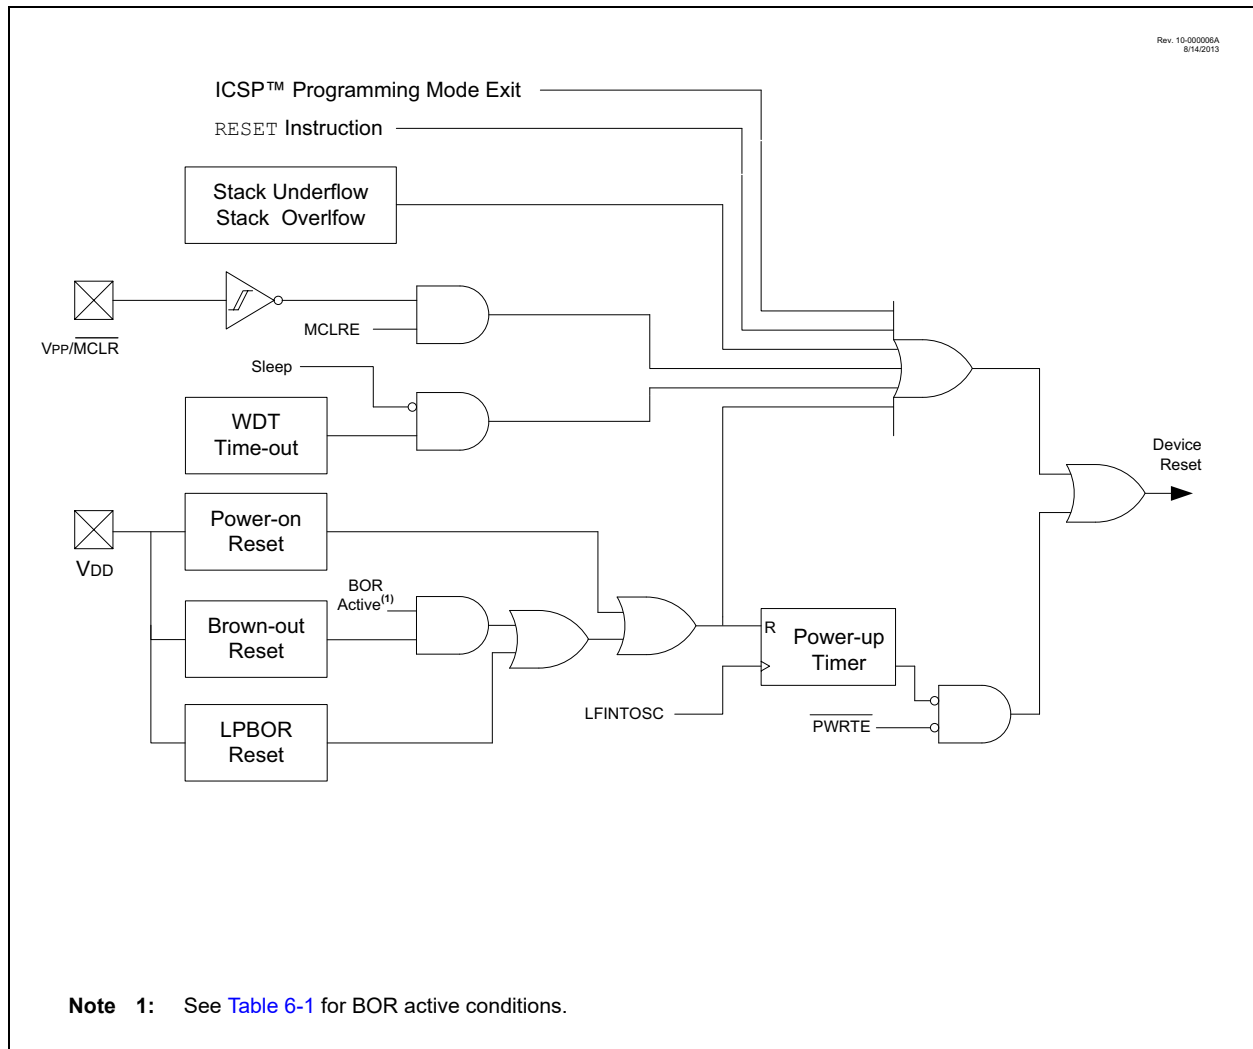 Rev. 10-000006A
8/14/2013
ICSP™ Programming Mode Exit
RESET Instruction
Stack Underflow
Stack Overlfow
VPP/MCLR
MCLRE
Sleep
WDT
Time-out
Device
Reset
VDD
Power-on
Reset
BOR
Active(1)
Brown-out
Reset
R
Power-up
Timer
LFINTOSC
PWRTE
LPBOR
Reset
Note 1: See Table 6-1 for BOR active conditions.